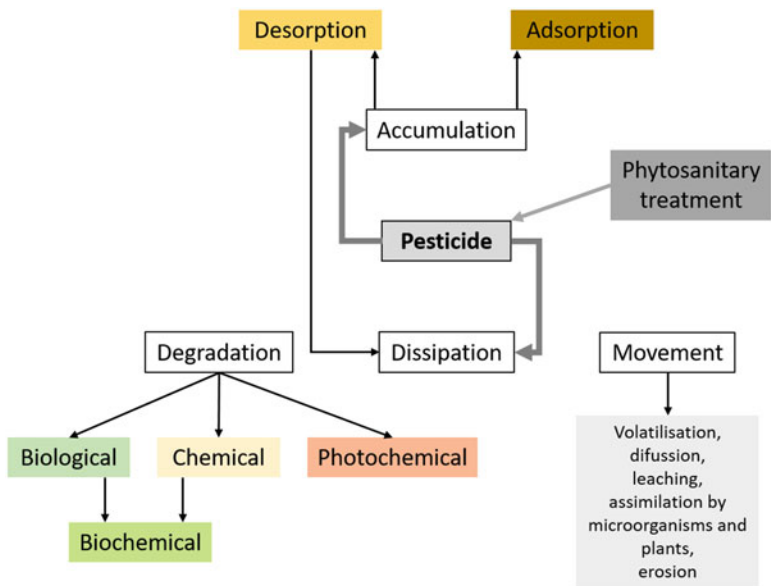 Desorption
Adsorption
Accumulation
Phytosanitary
treatment
Pesticide
Degradation
Dissipation
Movement
Biological
Chemical
Photochemical
Biochemical
Volatilisation,
difussion,
leaching,
assimilation by
microorganisms and
plants,
erosion